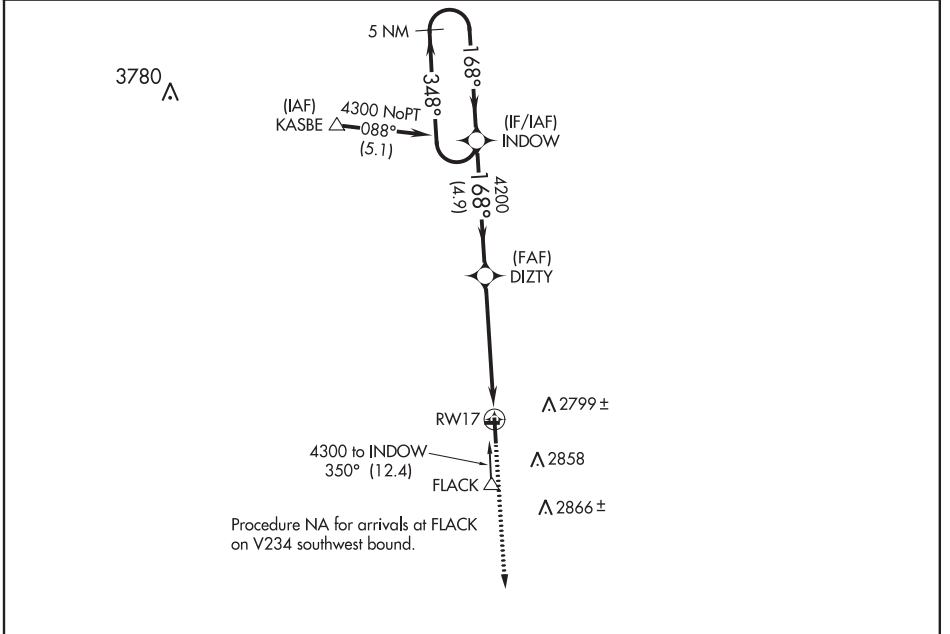 5 NM
168°
348°
3780
(IAF)
KASBE
4300 NoPT
088°
(5.1)
(IF/IAF)
INDOW
4200
168°
(4.9)
(FAF)
DIZTY
RW17
2799 ±
4300 to INDOW
350° (12.4)
2858
FLACK
2866 ±
Procedure NA for arrivals at FLACK
on V234 southwest bound.